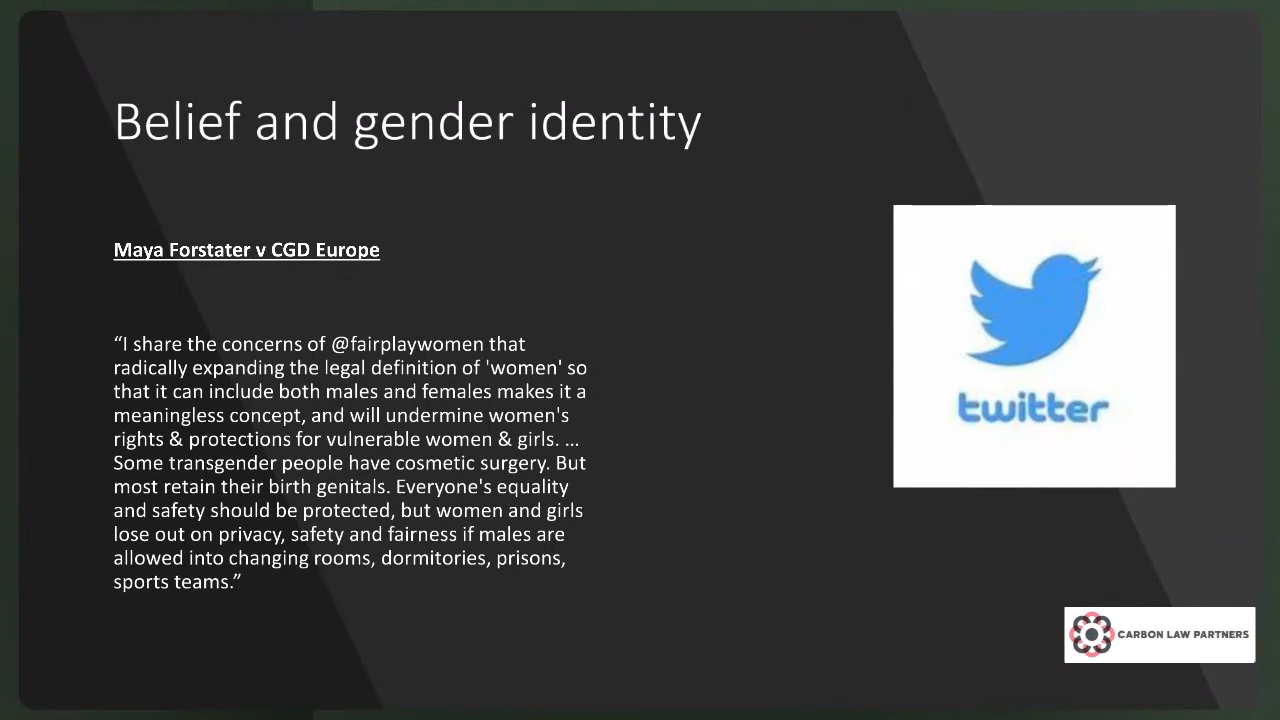 Belief and gender identity
Maya Forstater v CGD Europe
“I share the concerns of @fairplaywomen that
radically expanding the legal definition of 'women' so
that it can include both males and females makes it a
meaningless concept, and will undermine women's
rights & protections for vulnerable women & girls. …
Some transgender people have cosmetic surgery. But
most retain their birth genitals. Everyone's equality
and safety should be protected, but women and girls
lose out on privacy, safety and fairness if males are
allowed into changing rooms, dormitories, prisons,
sports teams.”
twitter
CARBON LAW PARTNERS